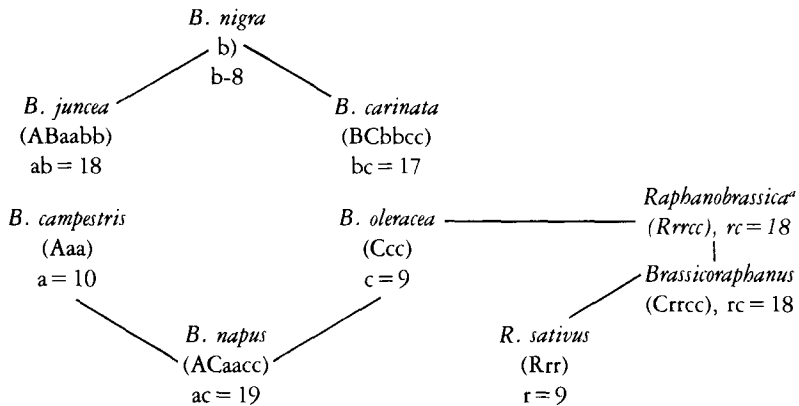 B. nigra
b)
b-8
B. juncea
(ABaabb)
ab = 18
B. carinata
(BCbbcc)
bc = 17
B. campestris
(Aaa)
a = 10
B. oleracea
(Ccc)
c = 9
Raphanobrassicaᵃ
(Rrrcc), rc = 18
Brassicoraphanus
(Crrcc), rc = 18
B. napus
(ACaacc)
ac = 19
R. sativus
(Rrr)
r = 9